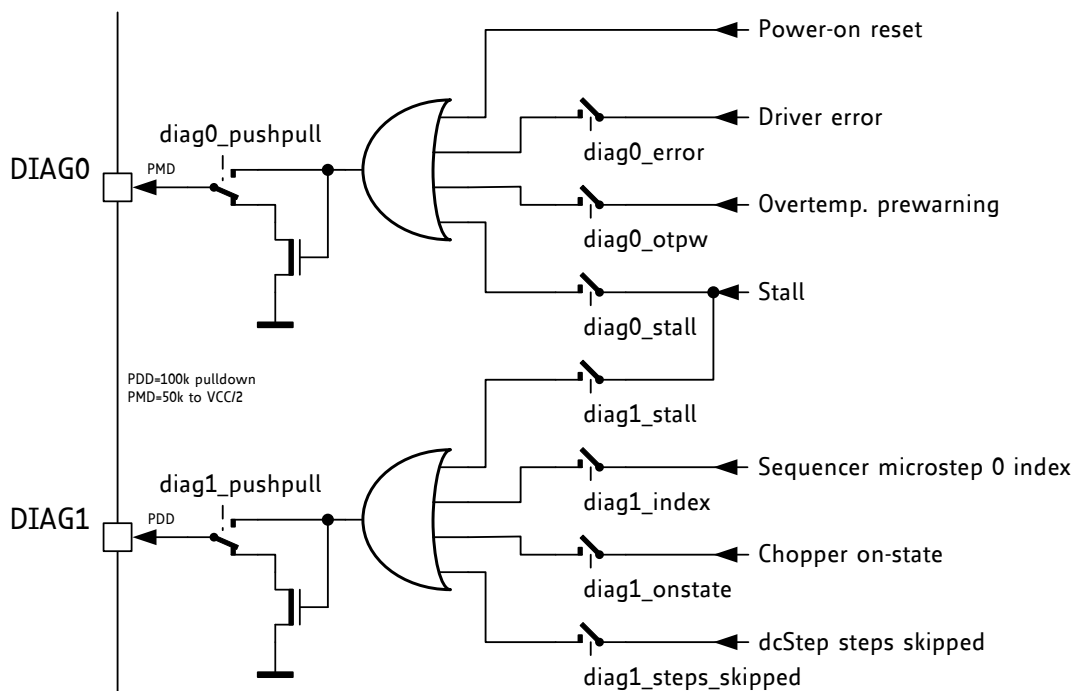 Power-on reset
Driver error
diag0_pushpull
diag0_error
DIAG0
PMD
Overtemp. prewarning
diag0_otpw
Stall
diag0_stall
PDD=100k pulldown
PMD=50k to VCC/2
diag1_stall
Sequencer microstep 0 index
diag1_pushpull
diag1_index
DIAG1
PDD
Chopper on-state
diag1_onstate
dcStep steps skipped
diag1_steps_skipped